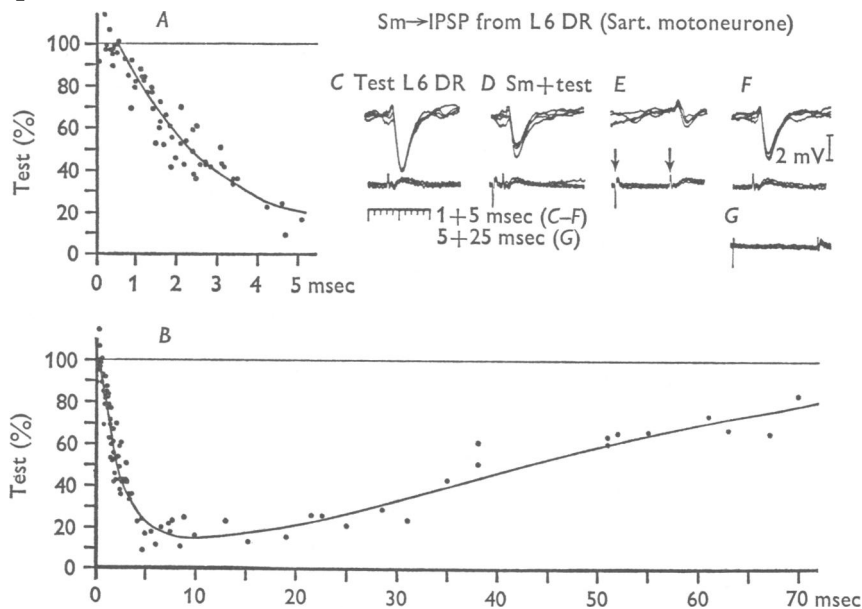 A
Sm→IPSP from L6 DR (Sart. motoneurone)
C Test L6 DR D Sm+test E F
2 mV
1+5 msec (C–F)
5+25 msec (G)
G
Test (%)
100
80
60
40
20
0
0 1 2 3 4 5 msec
B
Test (%)
100
80
60
40
20
0
0 5 10 20 30 40 50 60 70 msec